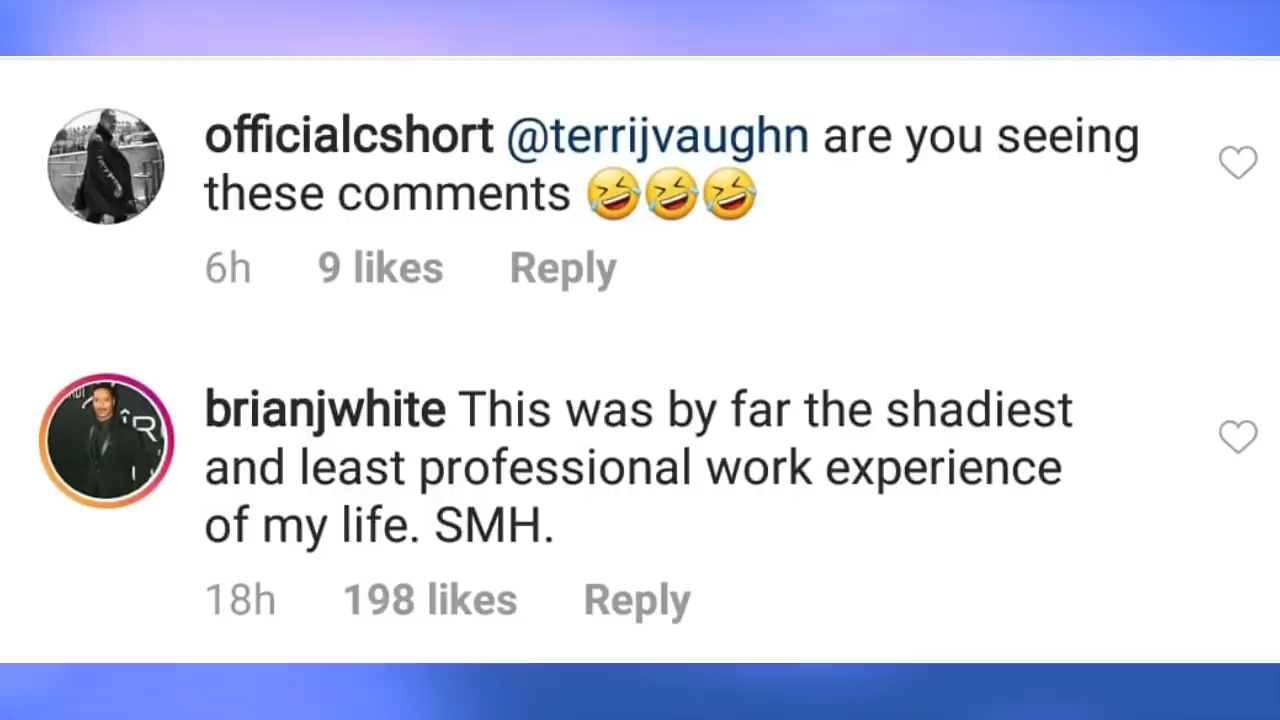 officialcshort @terrijvaughn are you seeing
these comments 🤣🤣🤣
6h 9 likes Reply
brianjwhite This was by far the shadiest
and least professional work experience
of my life. SMH.
18h 198 likes Reply